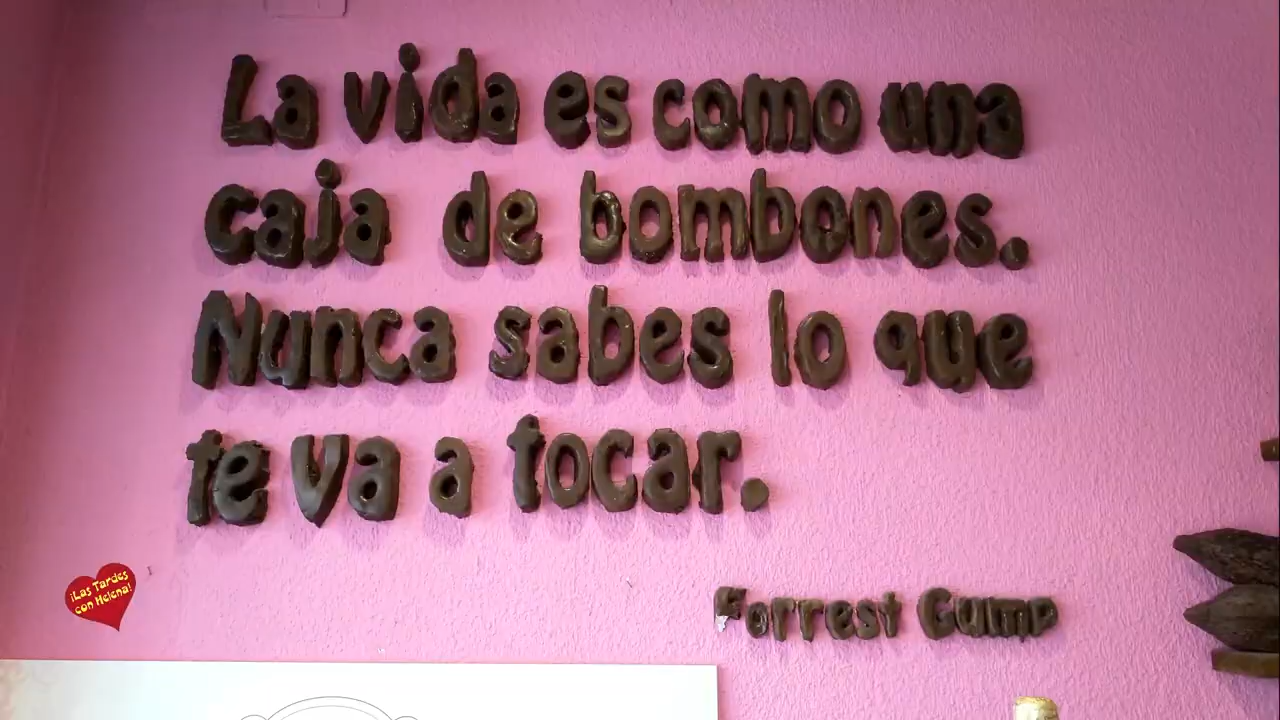 La vida es como una
caja de bombones.
Nunca sabes lo que
te va a tocar.
Forrest Gump
¡Las Tardes
con Helena!